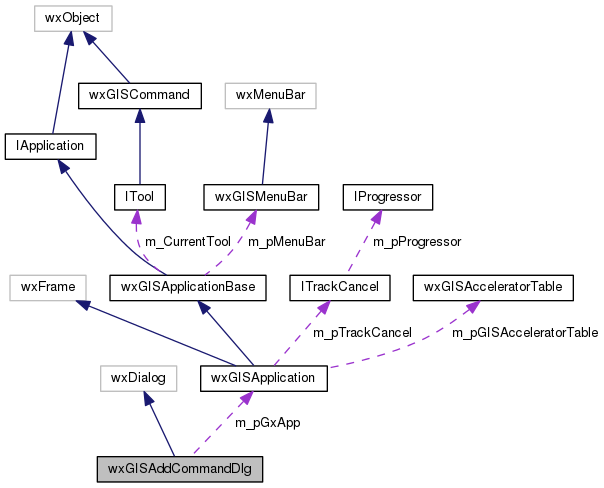 wxObject
wxGISCommand
wxMenuBar
IApplication
ITool
wxGISMenuBar
IProgressor
m_CurrentTool
m_pMenuBar
m_pProgressor
wxFrame
wxGISApplicationBase
ITrackCancel
wxGISAcceleratorTable
m_pTrackCancel
m_pGISAcceleratorTable
wxDialog
wxGISApplication
m_pGxApp
wxGISAddCommandDlg